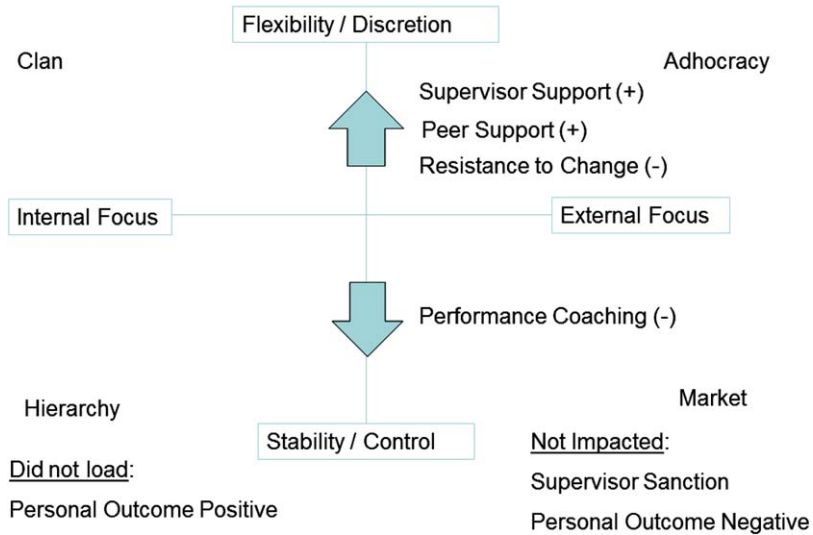 Flexibility / Discretion
Clan
Adhocracy
Supervisor Support (+)
Peer Support (+)
Resistance to Change (-)
Internal Focus
External Focus
Performance Coaching (-)
Hierarchy
Market
Stability / Control
Not Impacted:
Did not load:
Supervisor Sanction
Personal Outcome Positive
Personal Outcome Negative